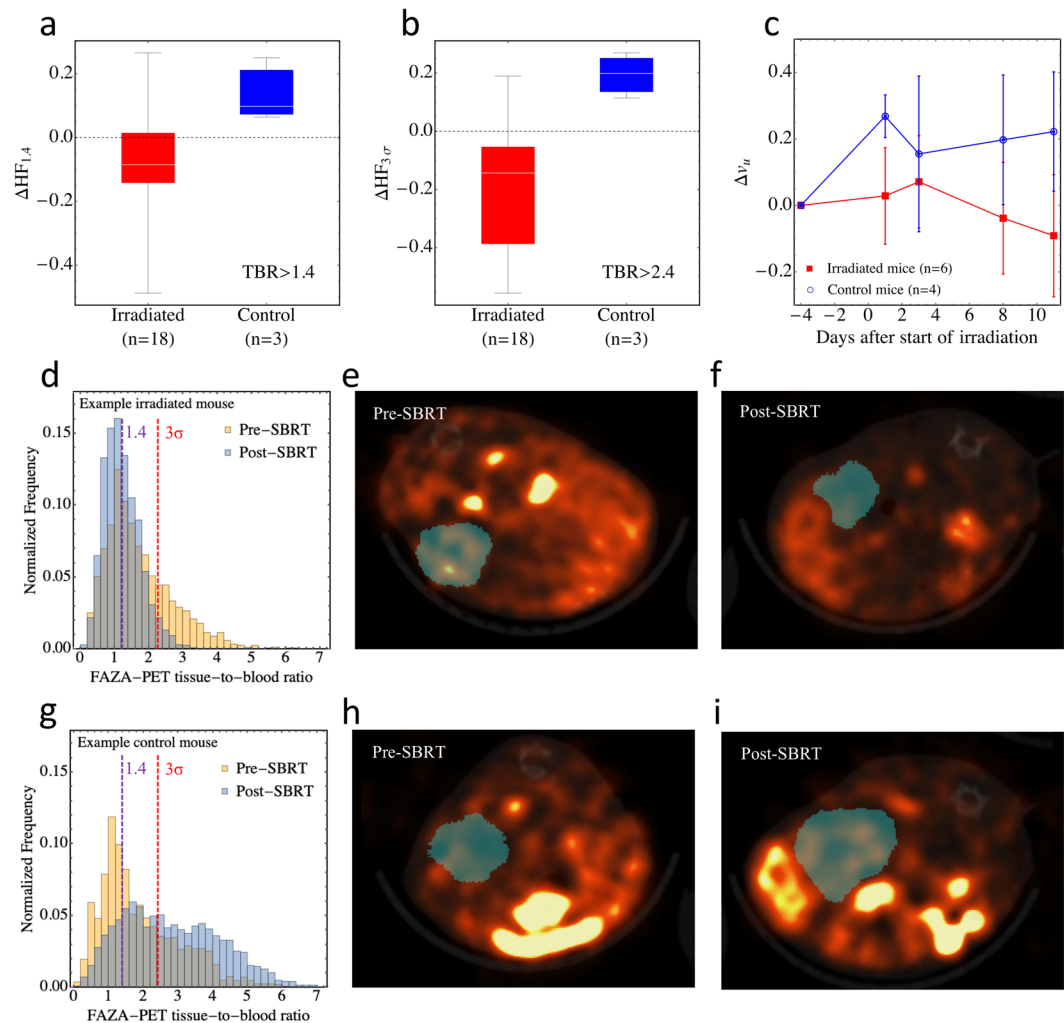 a
0.2
0.0
−0.2
−0.4
ΔHF1.4
TBR>1.4
Irradiated
(n=18)
Control
(n=3)
b
0.2
0.0
−0.2
−0.4
ΔHF3σ
TBR>2.4
Irradiated
(n=18)
Control
(n=3)
c
0.4
0.2
0.0
−0.2
Δνu
Irradiated mice (n=6)
Control mice (n=4)
−4 −2 0 2 4 6 8 10
Days after start of irradiation
d
Example irradiated mouse
1.4
3σ
Pre−SBRT
Post−SBRT
0.15
0.10
0.05
0.00
Normalized Frequency
0 1 2 3 4 5 6 7
FAZA−PET tissue−to−blood ratio
e
Pre-SBRT
f
Post-SBRT
g
Example control mouse
1.4
3σ
Pre−SBRT
Post−SBRT
0.15
0.10
0.05
0.00
Normalized Frequency
0 1 2 3 4 5 6 7
FAZA−PET tissue−to−blood ratio
h
Pre-SBRT
i
Post-SBRT